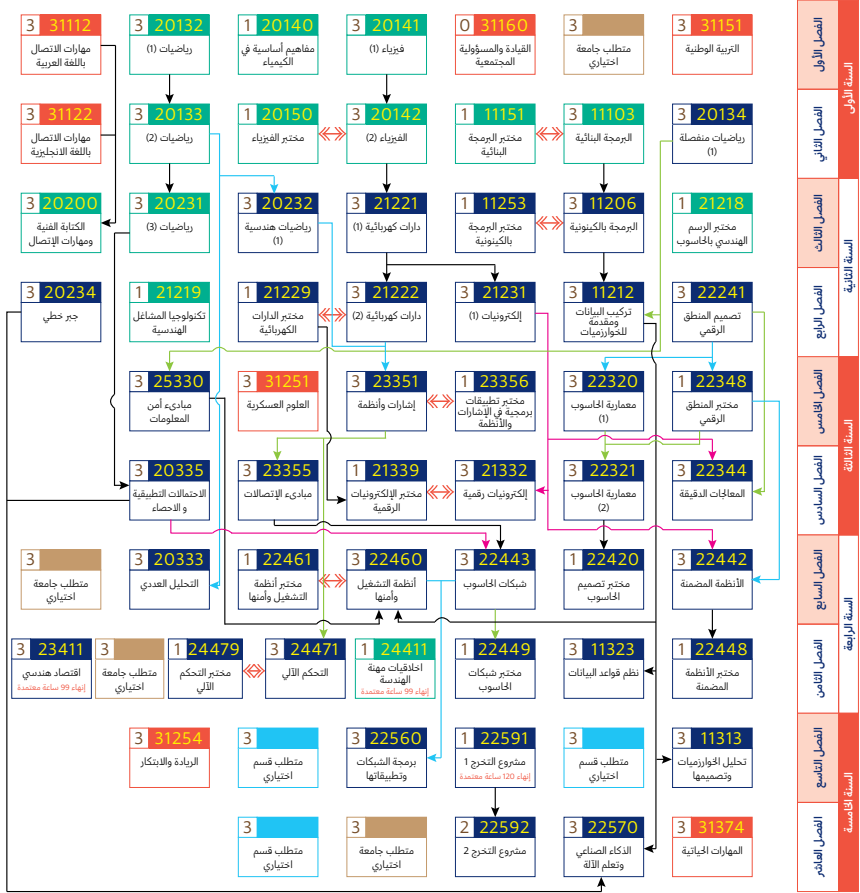 السنة الأولى
الفصل الأول
31151 3
التربية الوطنية
3
متطلب جامعة
اختياري
31160 0
القيادة والمسؤولية
المجتمعية
20141 3
فيزياء (1)
20140 1
مفاهيم أساسية في
الكيمياء
20132 3
رياضيات (1)
31112 3
مهارات الاتصال
باللغة العربية
الفصل الثاني
20134 3
رياضيات منفصلة
(1)
11103 3
البرمجة البنائية
11151 1
مختبر البرمجة
البنائية
20142 3
الفيزياء (2)
20150 1
مختبر الفيزياء
20133 3
رياضيات (2)
31122 3
مهارات الاتصال
باللغة الانجليزية
السنة الثانية
الفصل الثالث
21218 1
مختبر الرسم
الهندسي بالحاسوب
11206 3
البرمجة بالكينونية
11253 1
مختبر البرمجة
بالكينونية
21221 3
دارات كهربائية (1)
20232 3
رياضيات هندسية
(1)
20231 3
رياضيات (3)
20200 3
الكتابة الفنية
ومهارات الإتصال
الفصل الرابع
22241 3
تصميم المنطق
الرقمي
11212 3
تركيب البيانات
ومقدمة
للخوارزميات
21231 3
إلكترونيات (1)
21222 3
دارات كهربائية (2)
21229 1
مختبر الدارات
الكهربائية
21219 1
تكنولوجيا المشاغل
الهندسية
20234 3
جبر خطي
السنة الثالثة
الفصل الخامس
22348 1
مختبر المنطق
الرقمي
22320 3
معمارية الحاسوب
(1)
23356 1
مختبر تطبيقات
برمجية في الإشارات
والأنظمة
23351 3
إشارات وأنظمة
31251 3
العلوم العسكرية
25330 3
مبادىء أمن
المعلومات
الفصل السادس
22344 3
المعالجات الدقيقة
22321 3
معمارية الحاسوب
(2)
21332 3
إلكترونيات رقمية
21339 1
مختبر الإلكترونيات
الرقمية
23355 3
مبادىء الإتصالات
20335 3
الاحتمالات التطبيقية
و الاحصاء
السنة الرابعة
الفصل السابع
22442 3
الأنظمة المضمنة
22420 1
مختبر تصميم
الحاسوب
22443 3
شبكات الحاسوب
22460 3
أنظمة التشغيل
وأمنها
22461 1
مختبر أنظمة
التشغيل وأمنها
20333 3
التحليل العددي
3
متطلب جامعة
اختياري
الفصل الثامن
22448 1
مختبر الأنظمة
المضمنة
11323 3
نظم قواعد البيانات
22449 1
مختبر شبكات
الحاسوب
24411 1
اخلاقيات مهنة
الهندسة
إنهاء 99 ساعة معتمدة
24471 3
التحكم الآلي
24479 1
مختبر التحكم
الآلي
3
متطلب جامعة
اختياري
23411 3
اقتصاد هندسي
إنهاء 99 ساعة معتمدة
السنة الخامسة
الفصل التاسع
11313 3
تحليل الخوارزميات
وتصميمها
3
متطلب قسم
اختياري
22591 1
مشروع التخرج 1
إنهاء 120 ساعة معتمدة
22560 3
برمجة الشبكات
وتطبيقاتها
3
متطلب قسم
اختياري
31254 3
الريادة والابتكار
الفصل العاشر
31374 3
المهارات الحياتية
22570 3
الذكاء الصناعي
وتعلم الآلة
22592 2
مشروع التخرج 2
3
متطلب جامعة
اختياري
3
متطلب قسم
اختياري